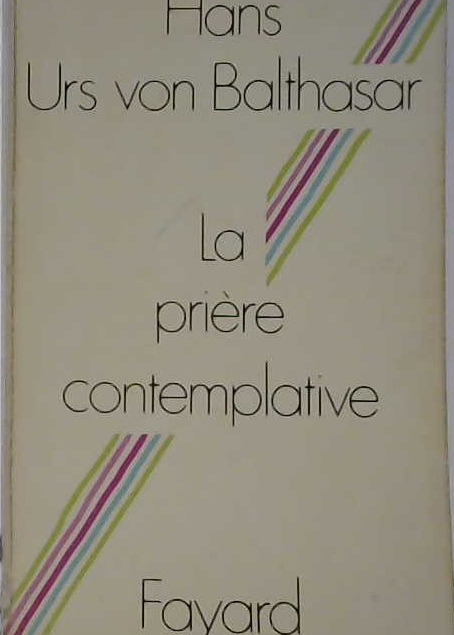 Hans
Urs von Balthasar
La
prière
contemplative
Fayard